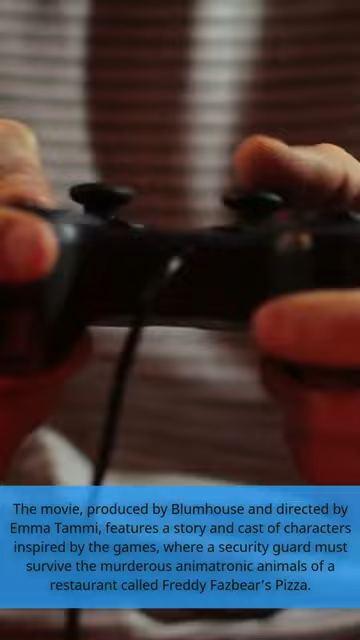 The movie, produced by Blumhouse and directed by
Emma Tammi, features a story and cast of characters
inspired by the games, where a security guard must
survive the murderous animatronic animals of a
restaurant called Freddy Fazbear's Pizza.